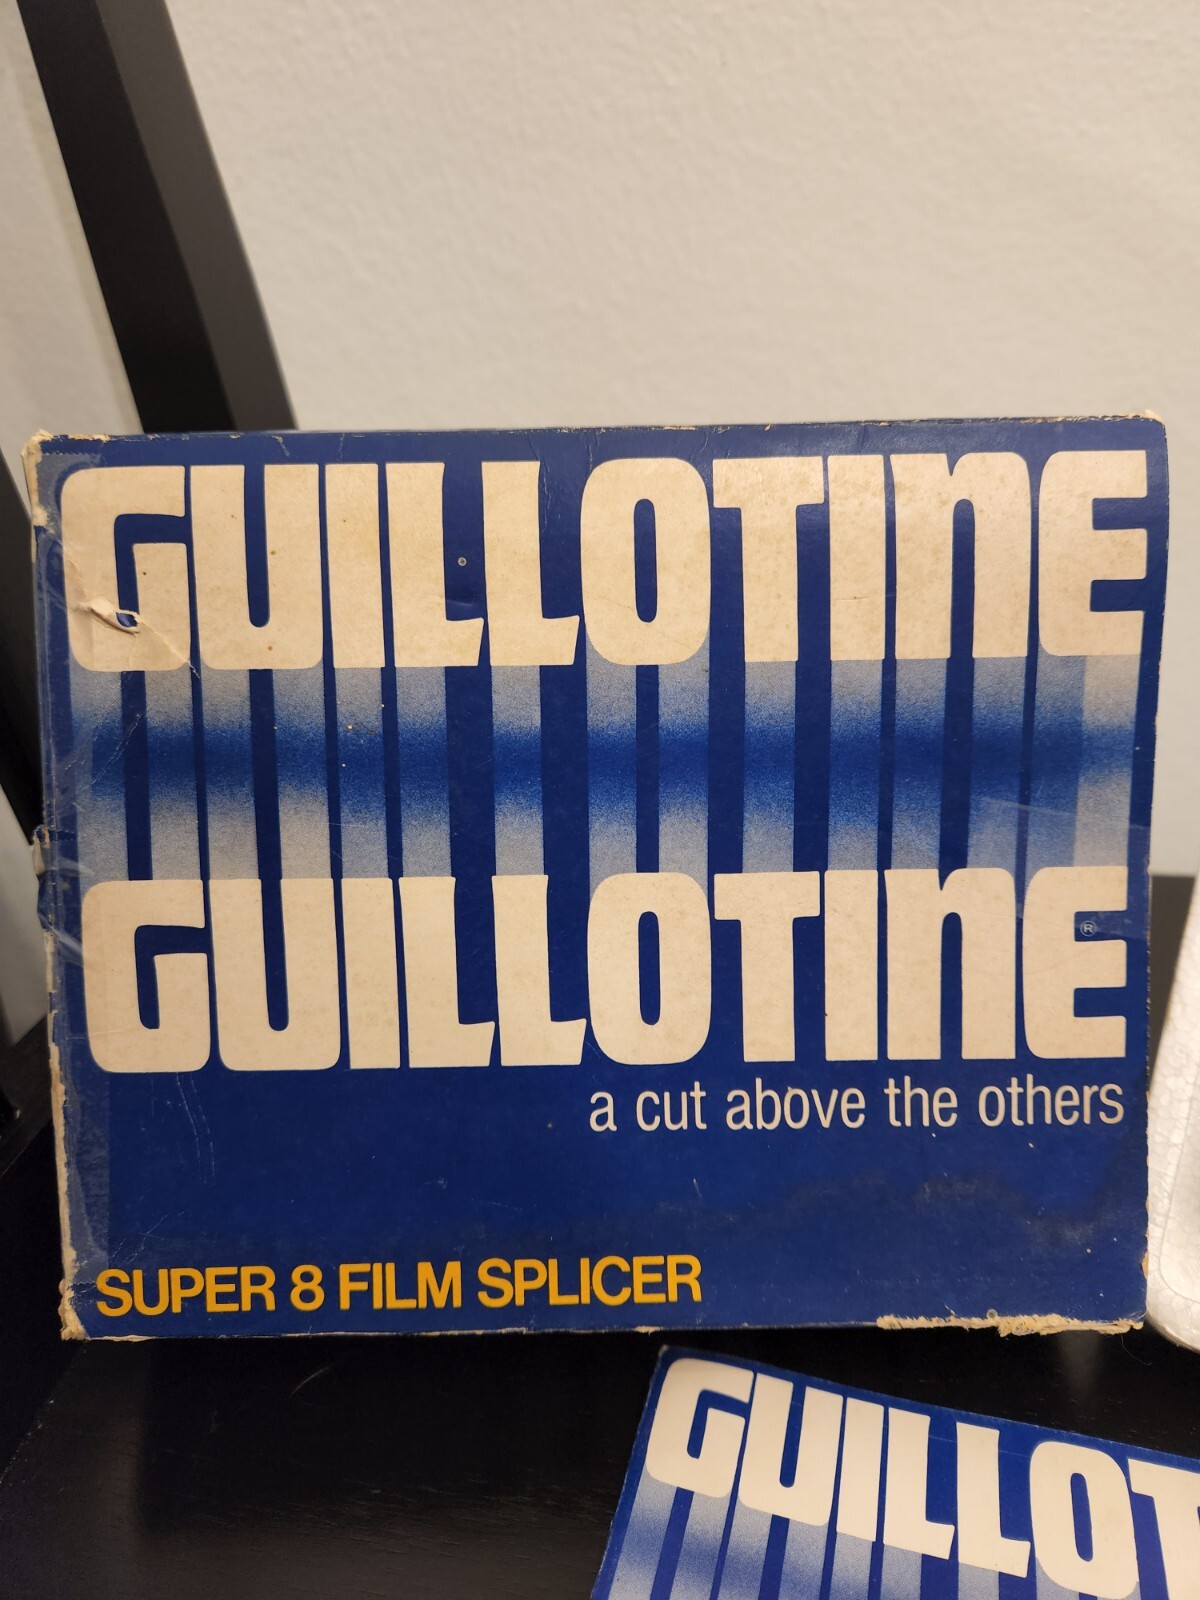 GUILLOTINE
GUILLOTINE®
a cut above the others
SUPER 8 FILM SPLICER
GUILLOT